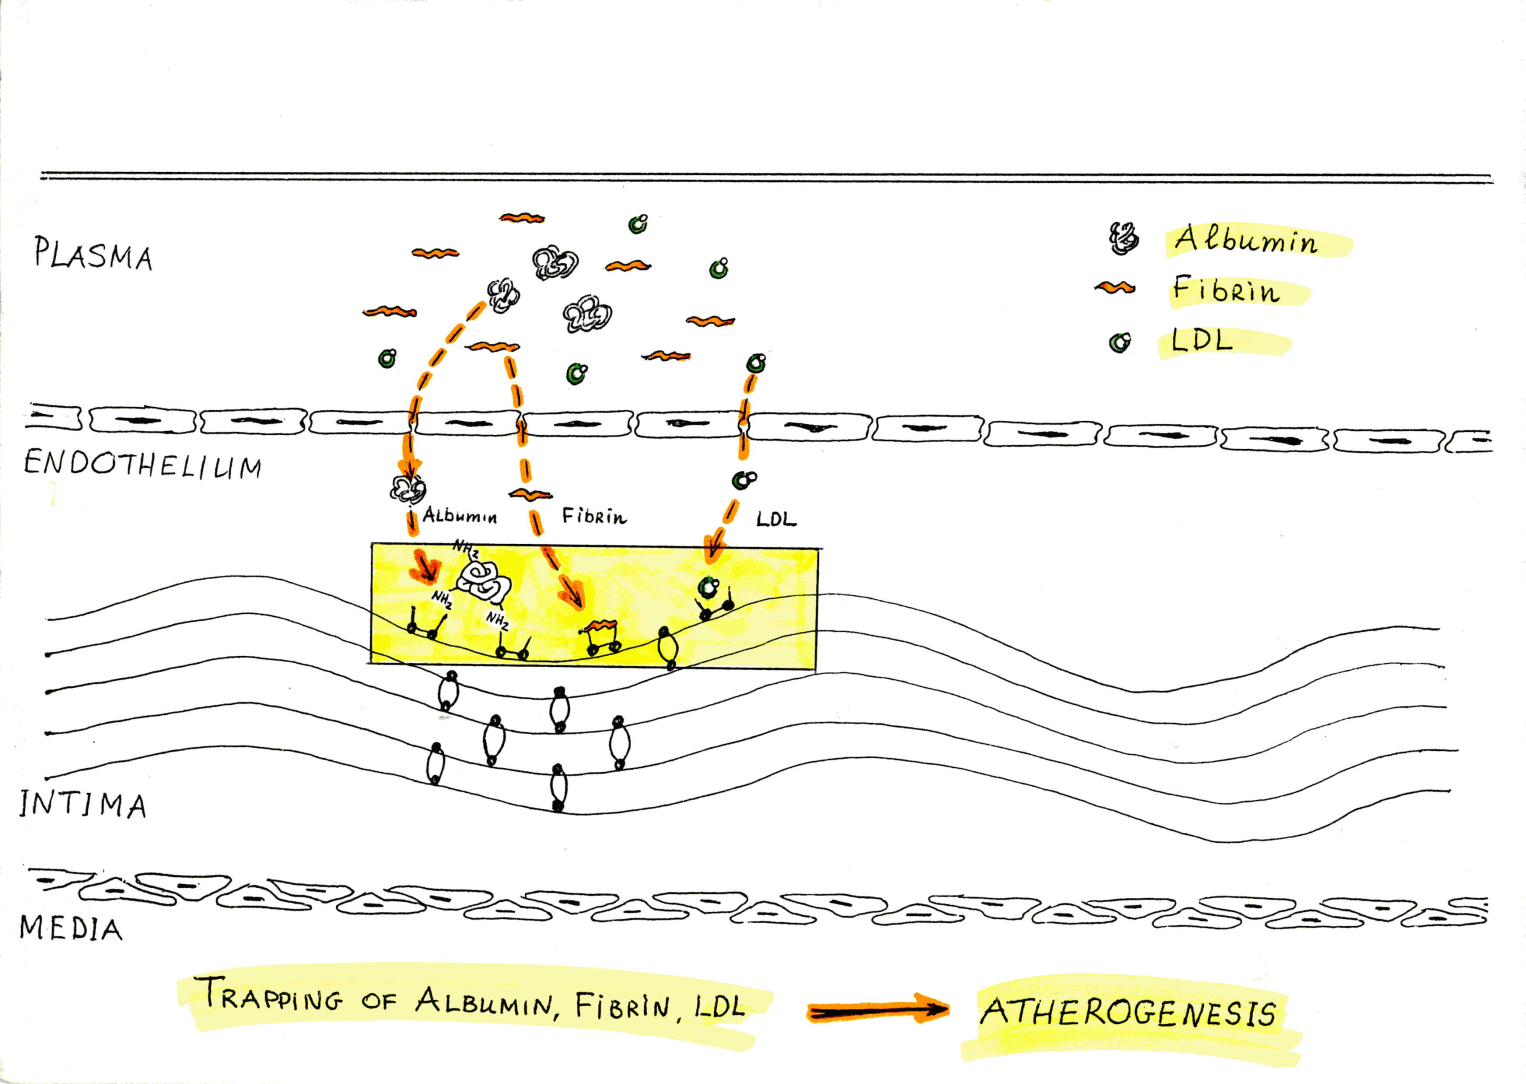 PLASMA
Albumin
Fibrin
LDL
ENDOTHELIUM
Albumin
Fibrin
LDL
NH2
NH2
NH2
INTIMA
MEDIA
TRAPPING OF ALBUMIN, FIBRIN, LDL
ATHEROGENESIS